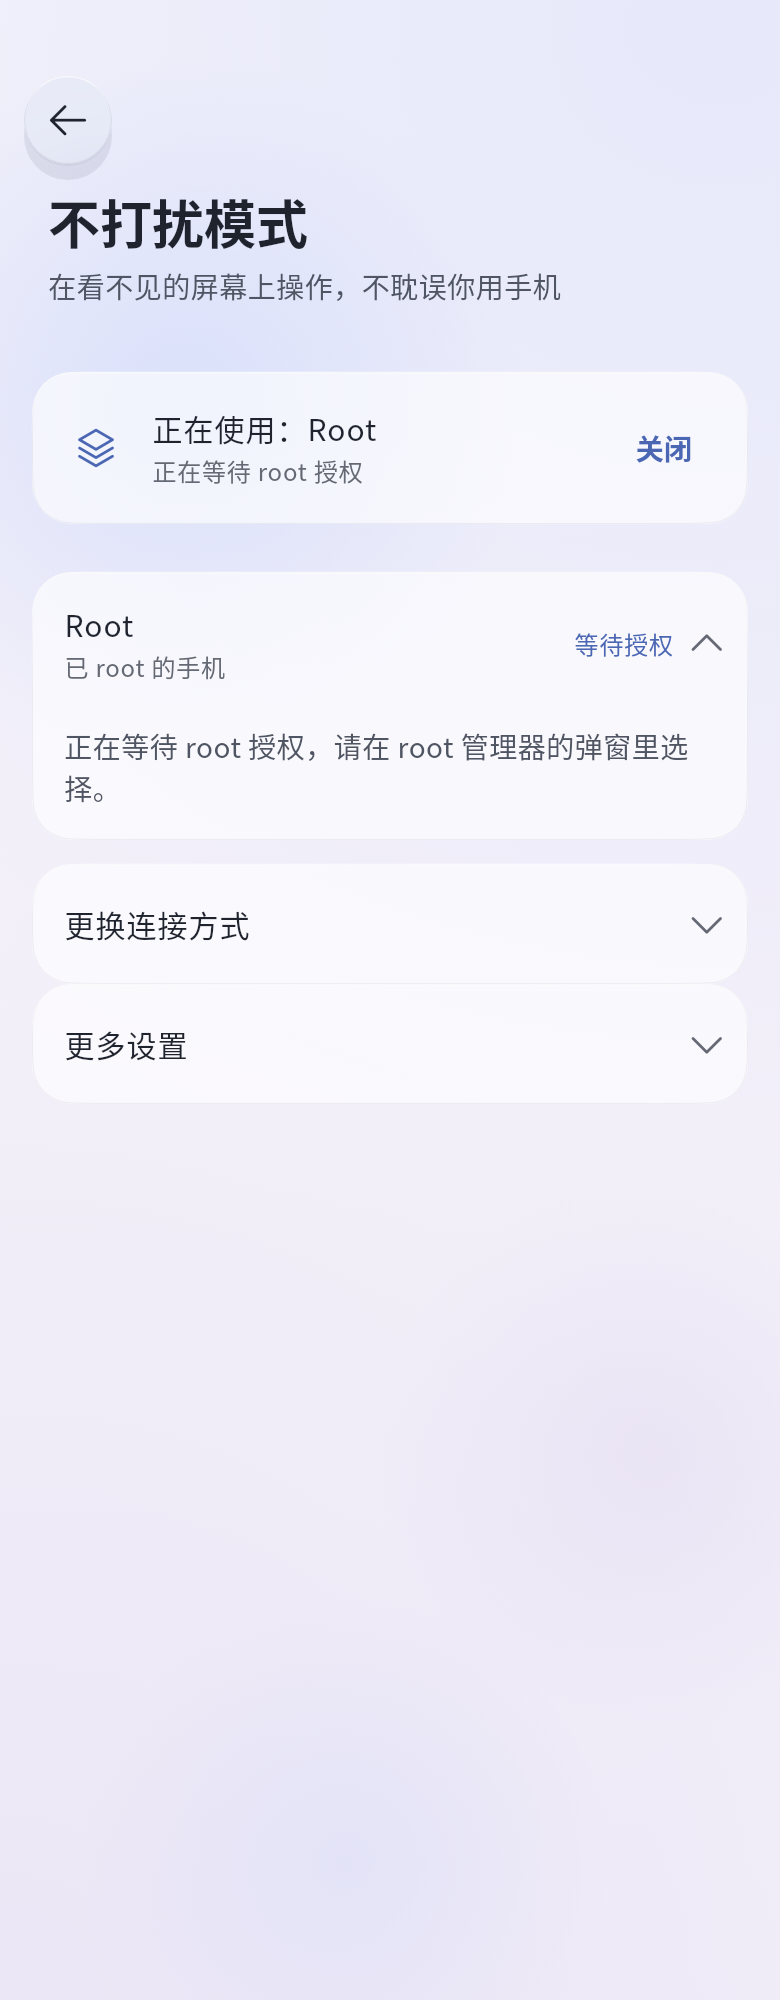 不打扰模式
在看不见的屏幕上操作，不耽误你用手机
正在使用：Root
正在等待 root 授权
关闭
Root
已 root 的手机
等待授权
正在等待 root 授权，请在 root 管理器的弹窗里选
择。
更换连接方式
更多设置